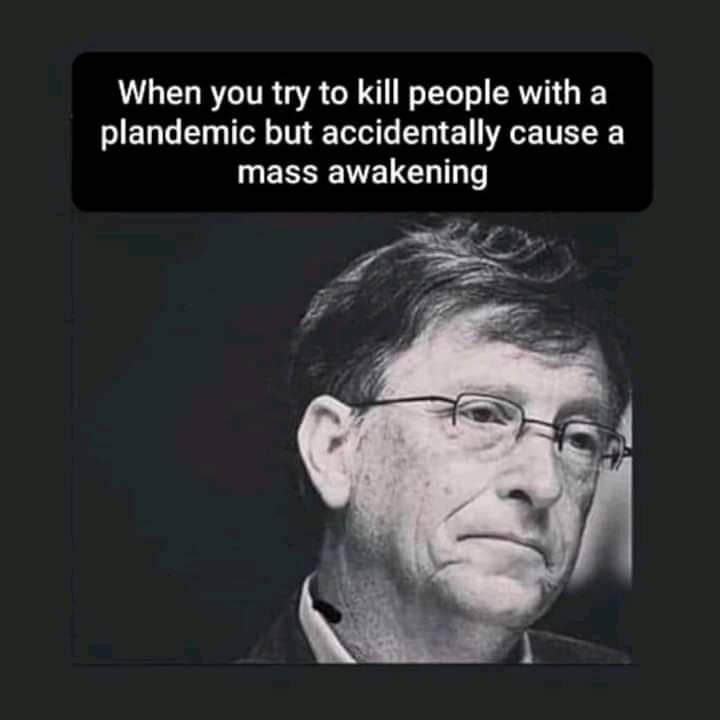 When you try to kill people with a
plandemic but accidentally cause a
mass awakening